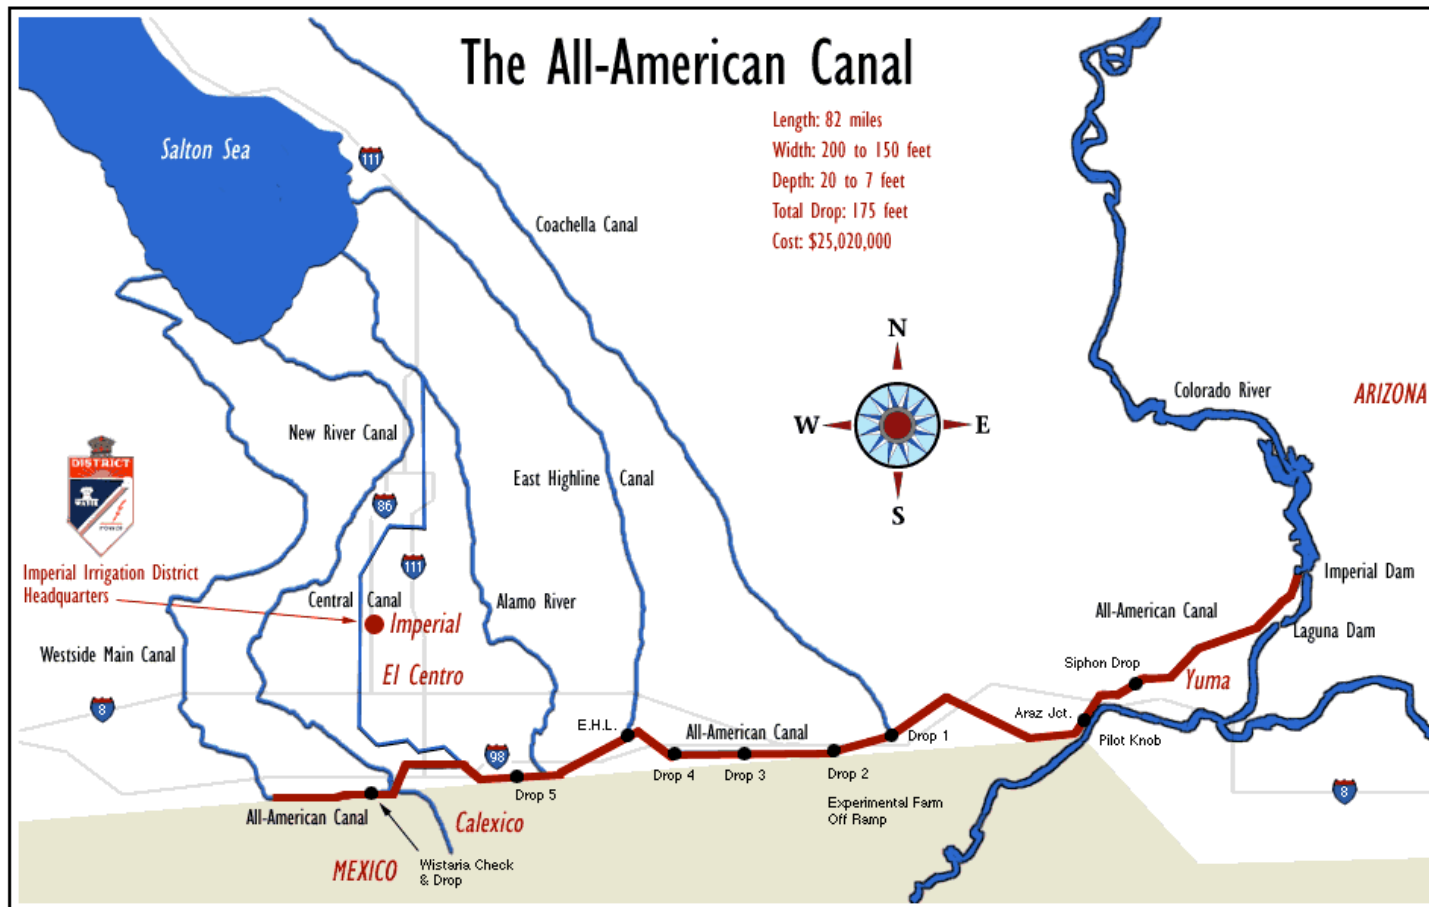 The All-American Canal
Length: 82 miles
Width: 200 to 150 feet
Depth: 20 to 7 feet
Total Drop: 175 feet
Cost: $25,020,000
Salton Sea
111
Coachella Canal
N
W
E
S
Colorado River
ARIZONA
New River Canal
East Highline Canal
DISTRICT
WATER
POWER
86
111
Imperial Irrigation District
Headquarters
Central Canal
Alamo River
Imperial
Imperial Dam
All-American Canal
Laguna Dam
Westside Main Canal
El Centro
Siphon Drop
Yuma
8
E.H.L.
All-American Canal
Araz Jct.
Drop 1
Pilot Knob
98
Drop 4
Drop 3
Drop 2
Drop 5
8
Experimental Farm
Off Ramp
All-American Canal
Calexico
MEXICO
Wistaria Check
& Drop